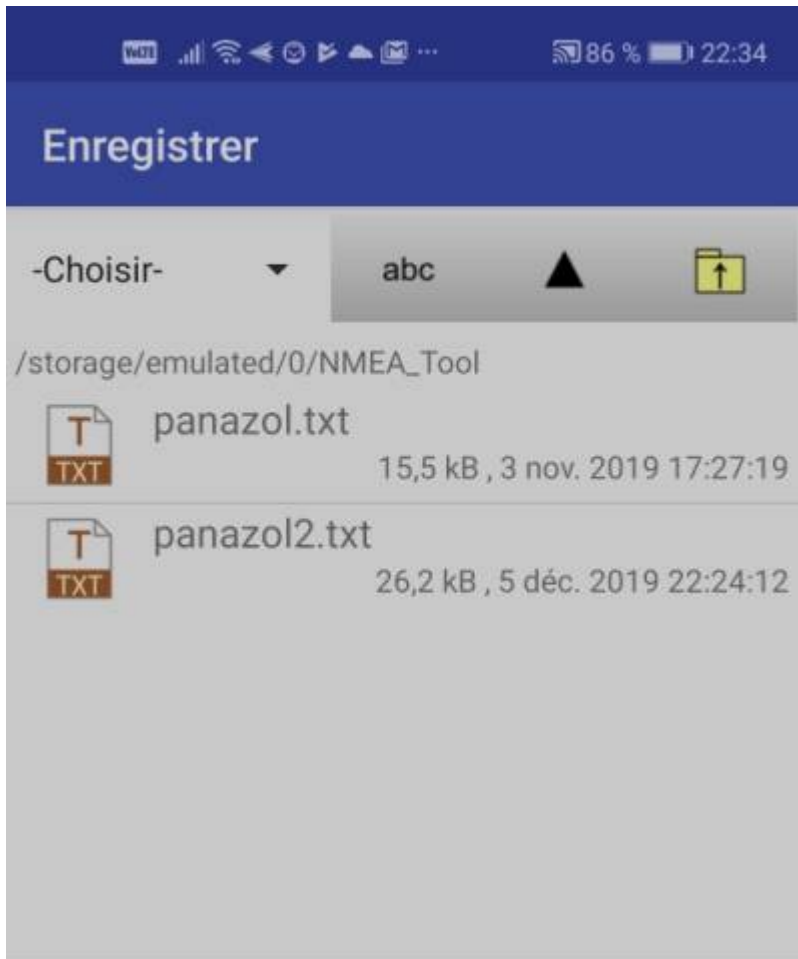 VoLTE 86 % 22:34
Enregistrer
-Choisir- abc
/storage/emulated/0/NMEA_Tool
panazol.txt
TXT
15,5 kB , 3 nov. 2019 17:27:19
panazol2.txt
TXT
26,2 kB , 5 déc. 2019 22:24:12